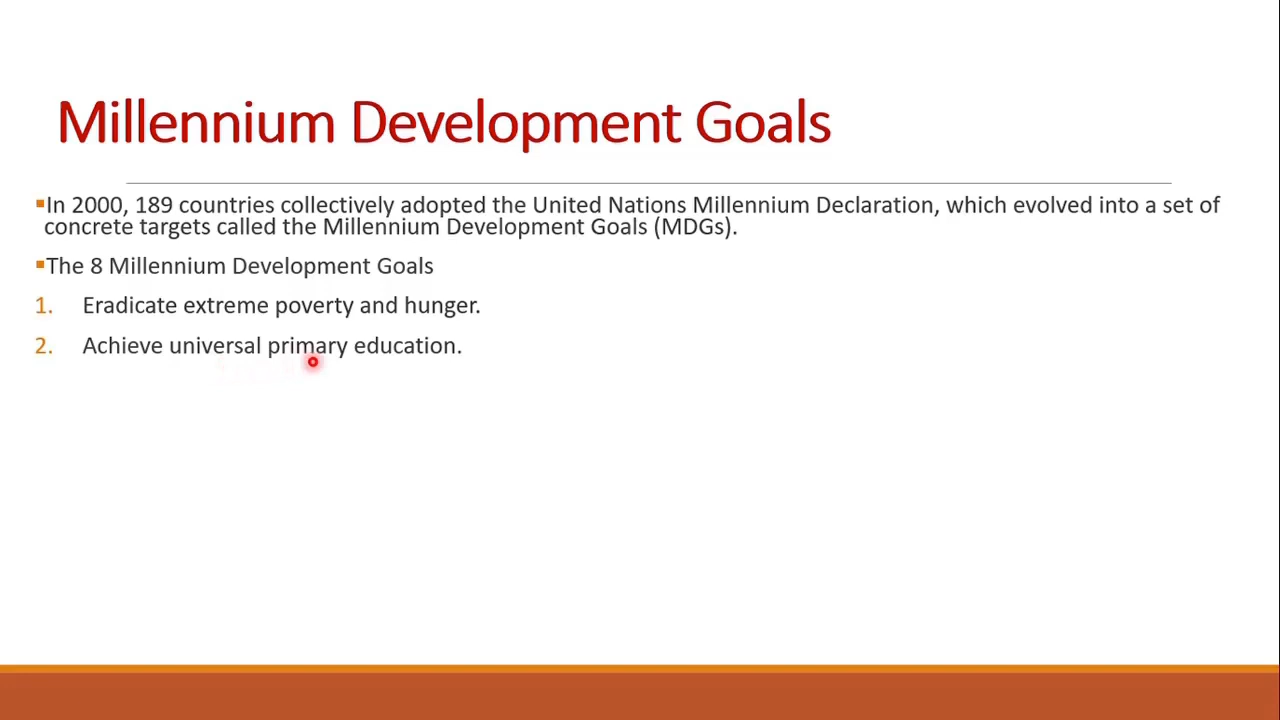 Millennium Development Goals
▪In 2000, 189 countries collectively adopted the United Nations Millennium Declaration, which evolved into a set of
concrete targets called the Millennium Development Goals (MDGs).
▪The 8 Millennium Development Goals
1. Eradicate extreme poverty and hunger.
2. Achieve universal primary education.